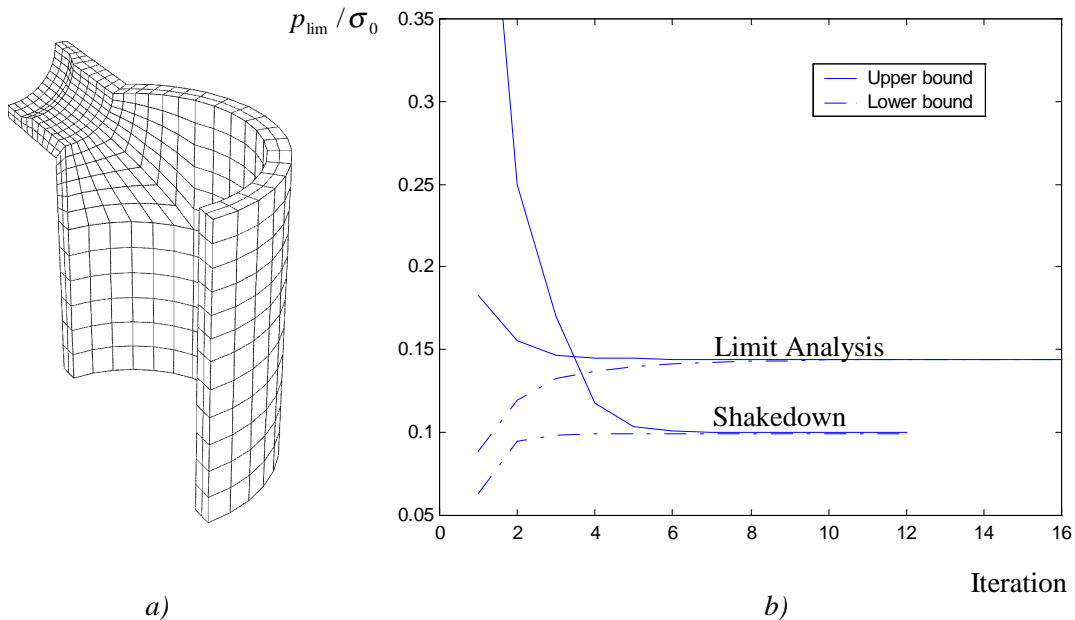 p_lim / σ_0
0.35
0.3
0.25
0.2
0.15
0.1
0.05
Upper bound
Lower bound
Limit Analysis
Shakedown
0 2 4 6 8 10 12 14 16
Iteration
a) b)